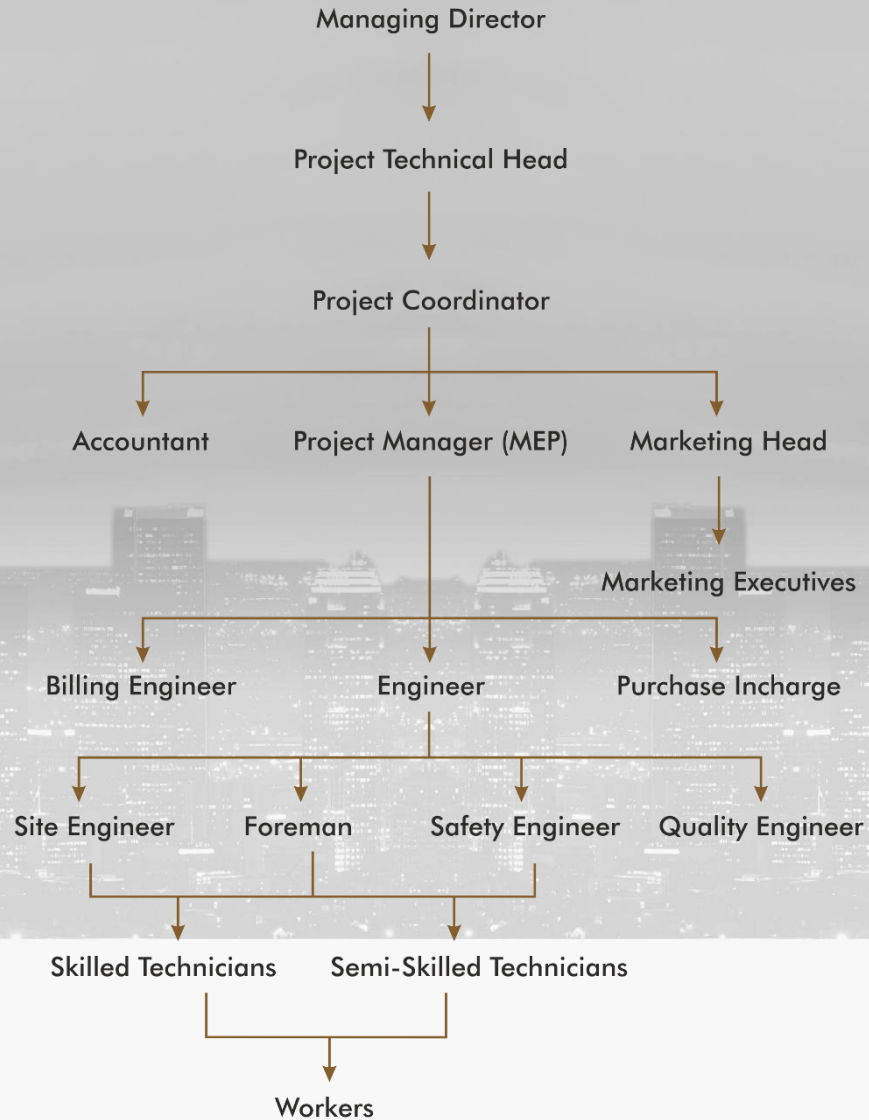 Managing Director
Project Technical Head
Project Coordinator
Accountant
Project Manager (MEP)
Marketing Head
Marketing Executives
Billing Engineer
Engineer
Purchase Incharge
Site Engineer
Foreman
Safety Engineer
Quality Engineer
Skilled Technicians
Semi-Skilled Technicians
Workers